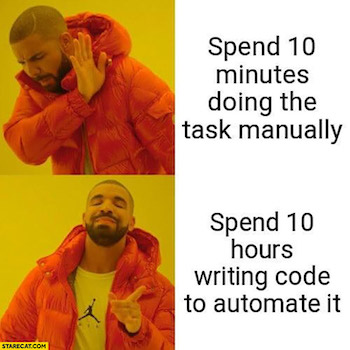 Spend 10
minutes
doing the
task manually
Spend 10
hours
writing code
to automate it
STARECAT.COM